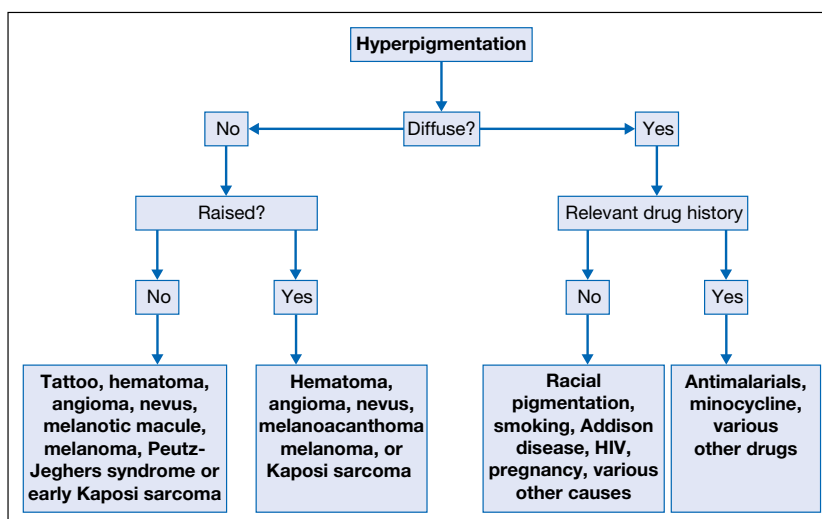 Hyperpigmentation
No
Diffuse?
Yes
Raised?
Relevant drug history
No
Yes
No
Yes
Tattoo, hematoma,
angioma, nevus,
melanotic macule,
melanoma, Peutz-
Jeghers syndrome or
early Kaposi sarcoma
Hematoma,
angioma, nevus,
melanoacanthoma
melanoma, or
Kaposi sarcoma
Racial
pigmentation,
smoking, Addison
disease, HIV,
pregnancy, various
other causes
Antimalarials,
minocycline,
various
other drugs